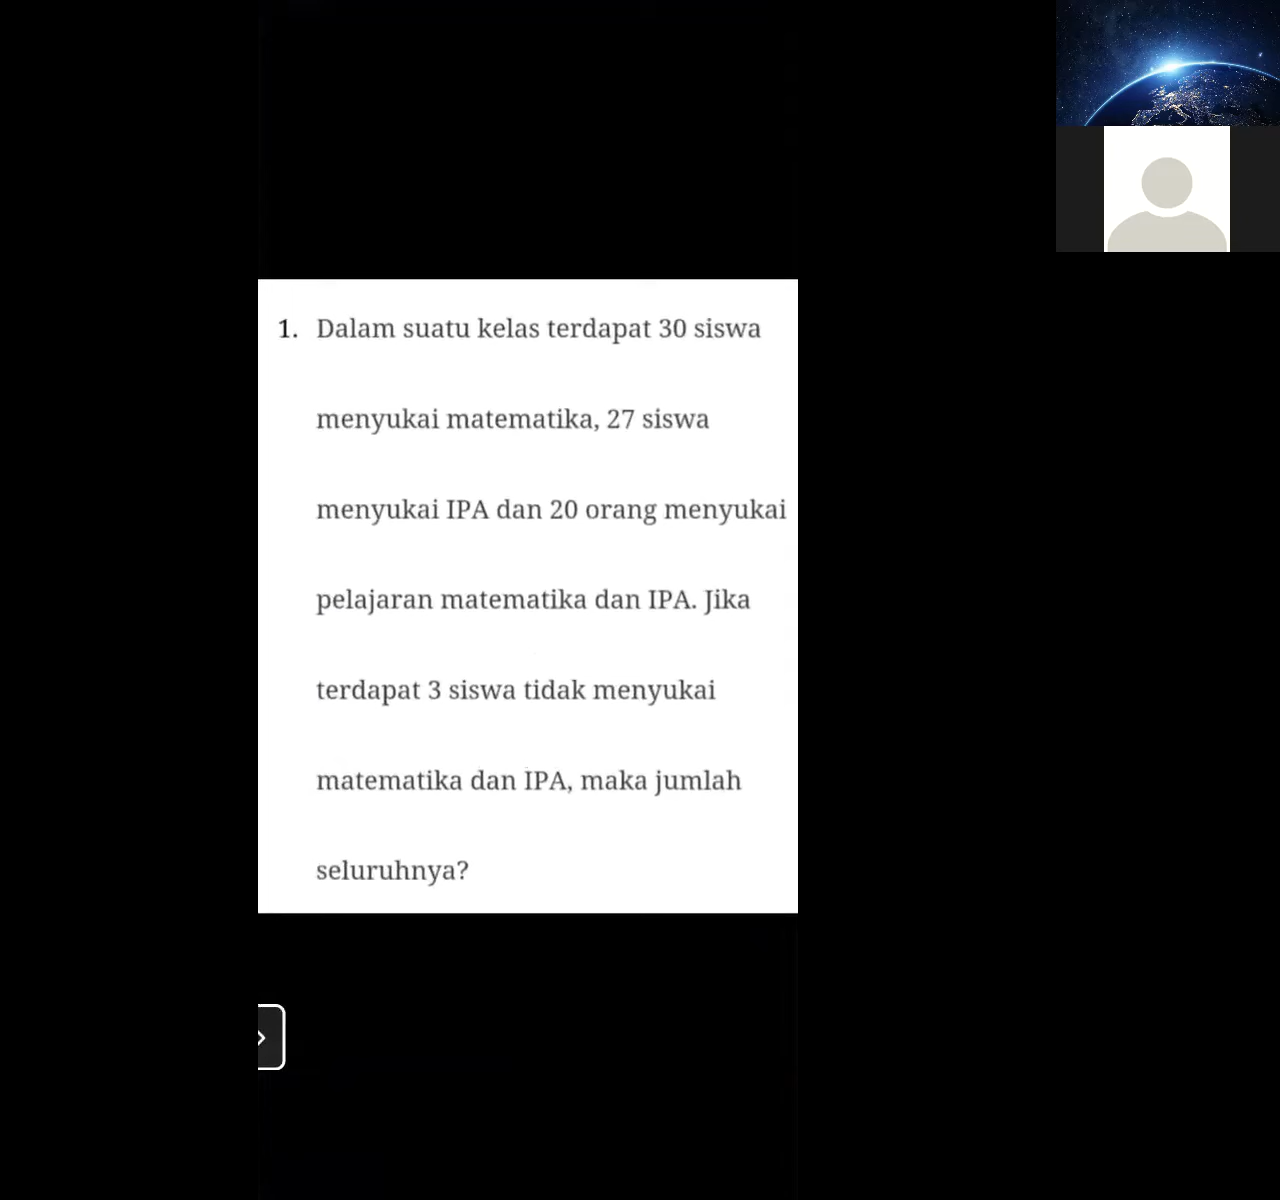 1. Dalam suatu kelas terdapat 30 siswa
menyukai matematika, 27 siswa
menyukai IPA dan 20 orang menyukai
pelajaran matematika dan IPA. Jika
terdapat 3 siswa tidak menyukai
matematika dan IPA, maka jumlah
seluruhnya?